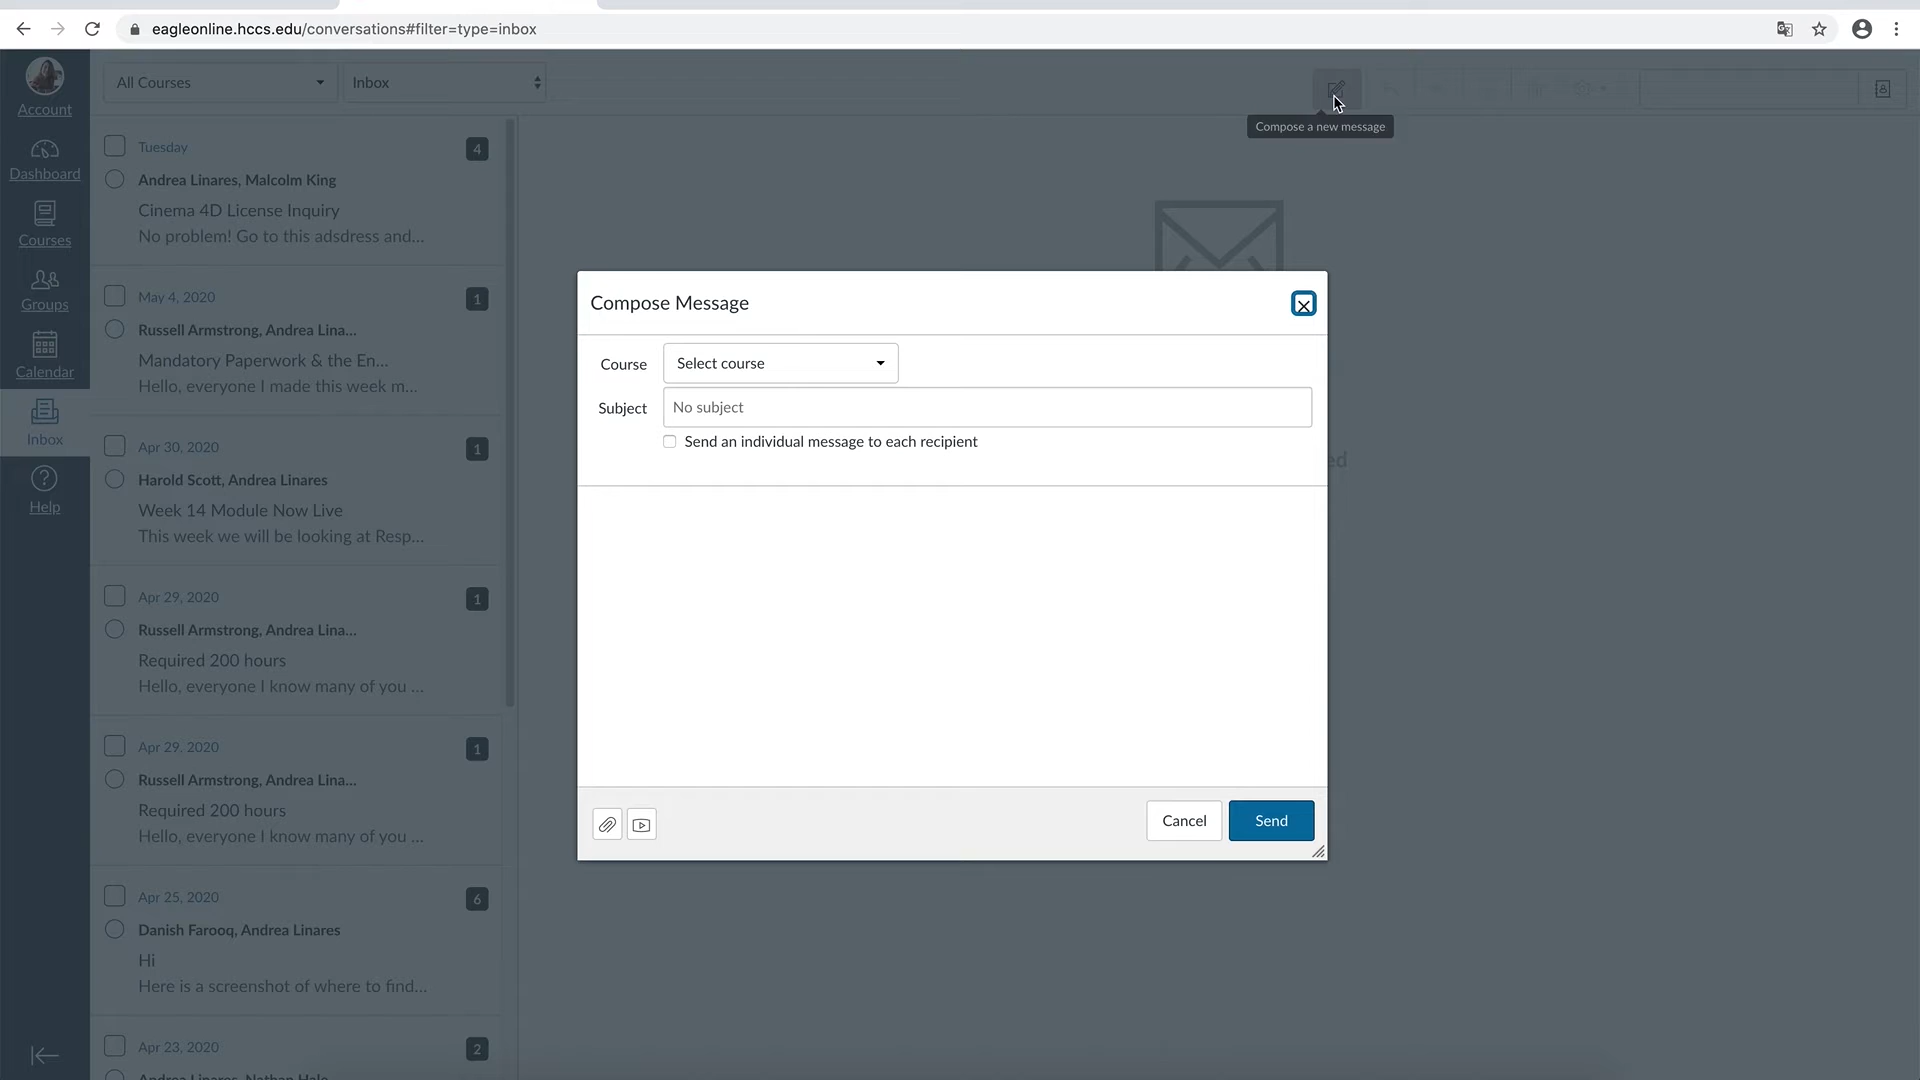 eagleonline.hccs.edu/conversations#filter=type=inbox
Account
Dashboard
Courses
Groups
Calendar
Inbox
Help
All Courses
Inbox
Compose a new message
Tuesday
4
Andrea Linares, Malcolm King
Cinema 4D License Inquiry
No problem! Go to this adsdress and...
May 4, 2020
1
Russell Armstrong, Andrea Lina...
Mandatory Paperwork & the En...
Hello, everyone I made this week m...
Apr 30, 2020
1
Harold Scott, Andrea Linares
Week 14 Module Now Live
This week we will be looking at Resp...
Apr 29, 2020
1
Russell Armstrong, Andrea Lina...
Required 200 hours
Hello, everyone I know many of you ...
Apr 29, 2020
1
Russell Armstrong, Andrea Lina...
Required 200 hours
Hello, everyone I know many of you ...
Apr 25, 2020
6
Danish Farooq, Andrea Linares
Hi
Here is a screenshot of where to find...
Apr 23, 2020
2
Compose Message
Course
Select course
Subject
No subject
Send an individual message to each recipient
Cancel
Send